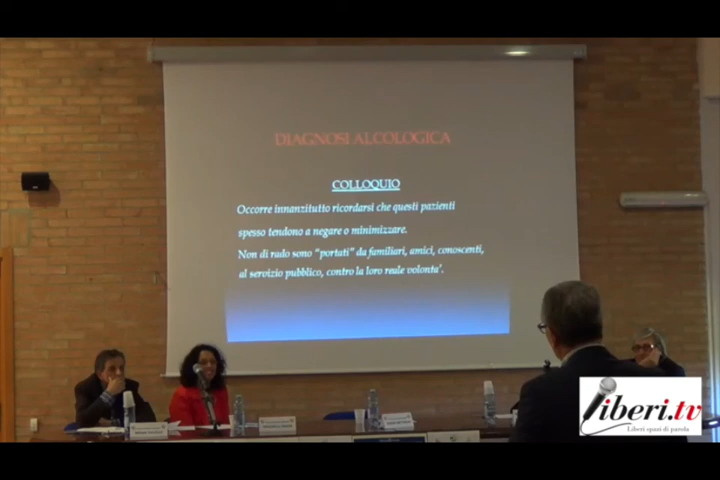 DIAGNOSI ALCOLOGICA
COLLOQUIO
Occorre innanzitutto ricordarsi che questi pazienti
spesso tendono a negare o minimizzare.
Non di rado sono "portati" da familiari, amici, conoscenti,
al servizio pubblico, contro la loro reale volonta'.
liberi.tv
Liberi spazi di parola